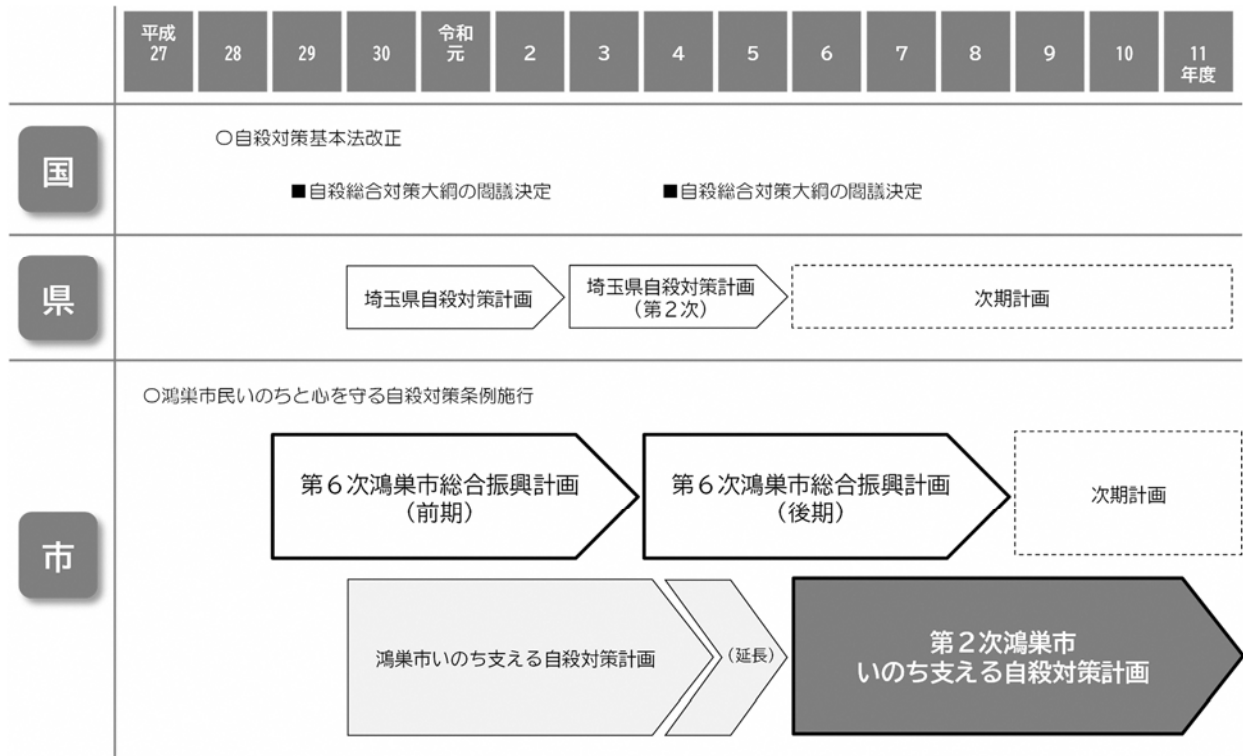 平成
27
28
29
30
令和
元
2
3
4
5
6
7
8
9
10
11
年度
国
○自殺対策基本法改正
■自殺総合対策大綱の閣議決定
■自殺総合対策大綱の閣議決定
県
埼玉県自殺対策計画
埼玉県自殺対策計画
(第2次)
次期計画
市
○鴻巣市民いのちと心を守る自殺対策条例施行
第6次鴻巣市総合振興計画
(前期)
第6次鴻巣市総合振興計画
(後期)
次期計画
鴻巣市いのち支える自殺対策計画
(延長)
第2次鴻巣市
いのち支える自殺対策計画